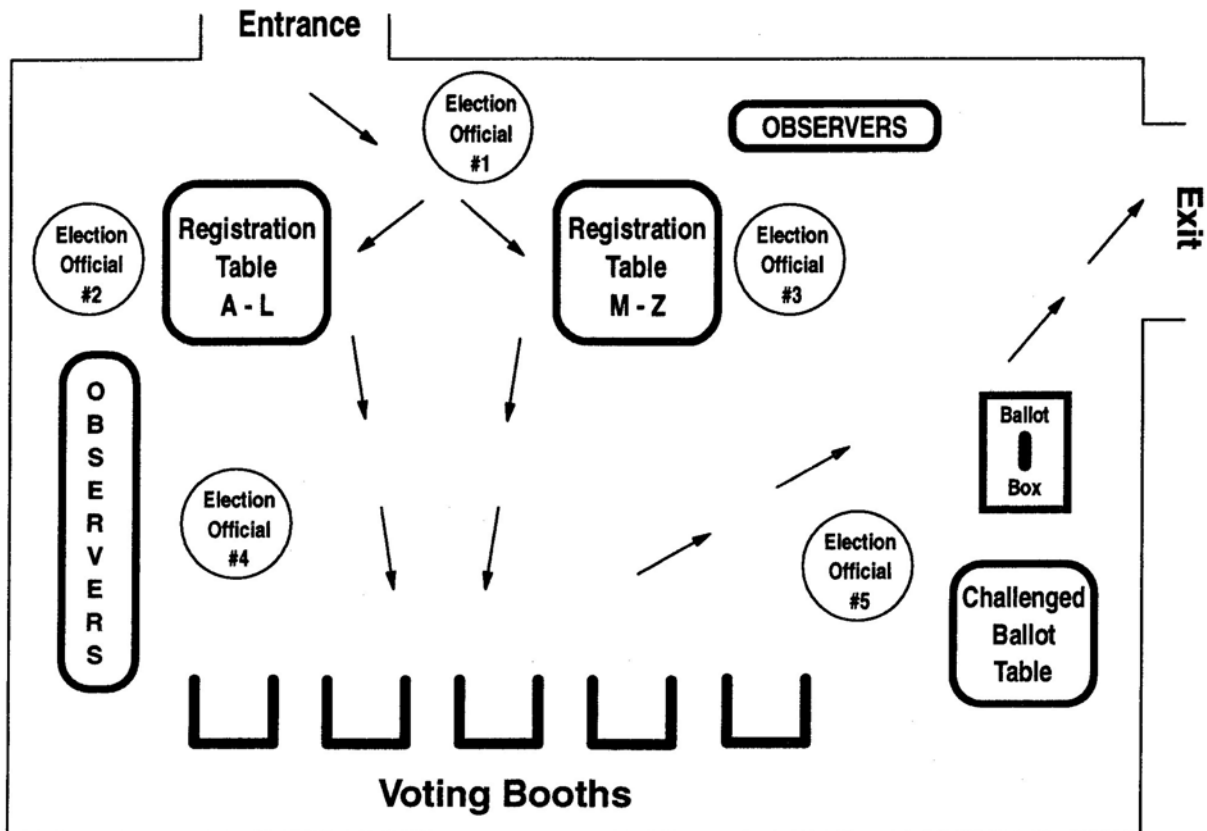 Entrance
Election
Official
#1
OBSERVERS
Election
Official
#2
Registration
Table
A - L
Registration
Table
M - Z
Election
Official
#3
Exit
O
B
S
E
R
V
E
R
S
Ballot
Box
Election
Official
#4
Election
Official
#5
Challenged
Ballot
Table
Voting Booths